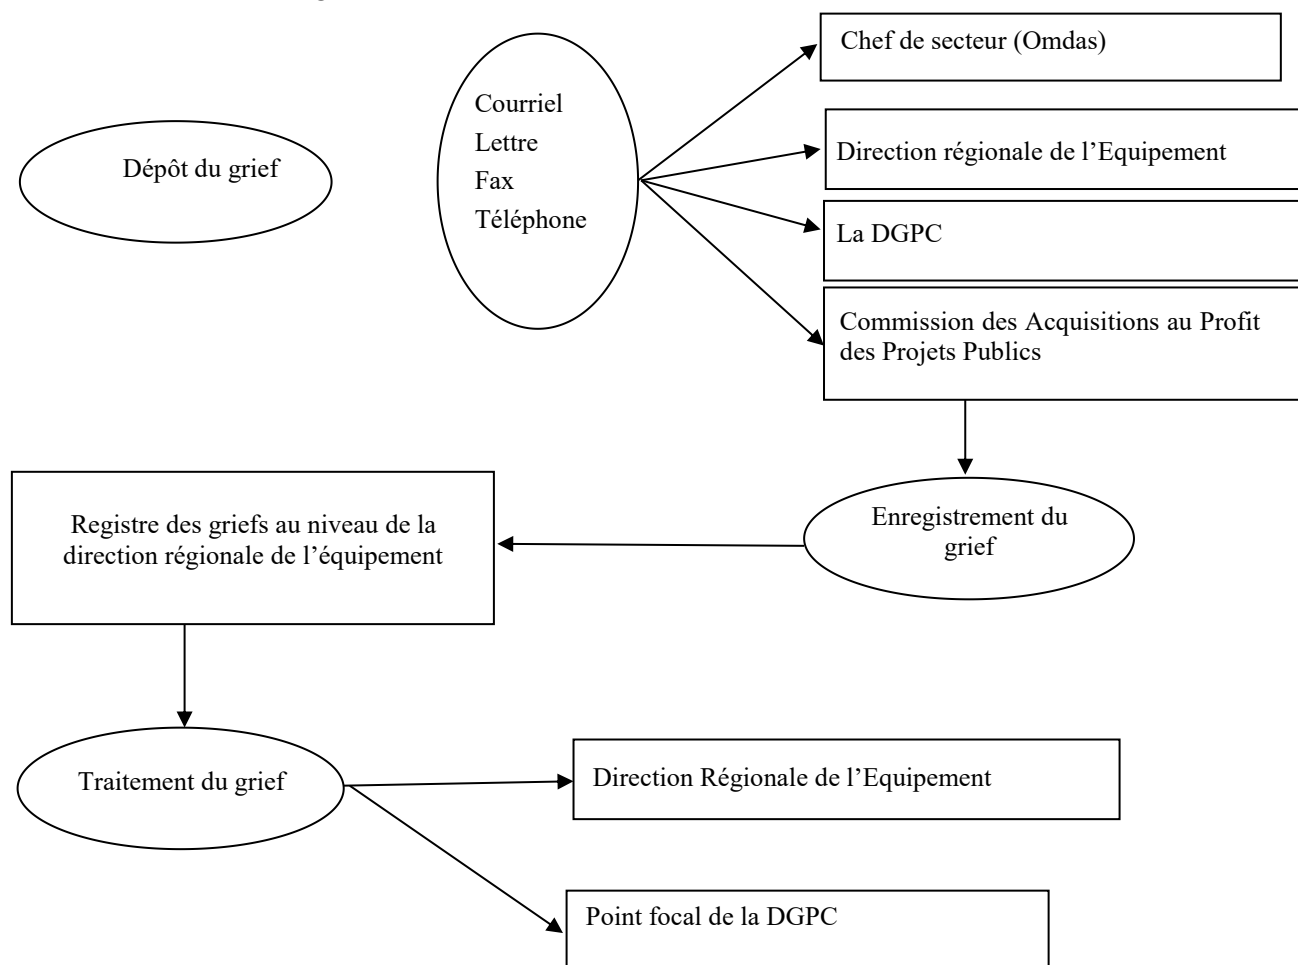 Dépôt du grief
Courriel
Lettre
Fax
Téléphone
Chef de secteur (Omdas)
Direction régionale de l’Equipement
La DGPC
Commission des Acquisitions au Profit
des Projets Publics
Enregistrement du
grief
Registre des griefs au niveau de la
direction régionale de l’équipement
Traitement du grief
Direction Régionale de l’Equipement
Point focal de la DGPC